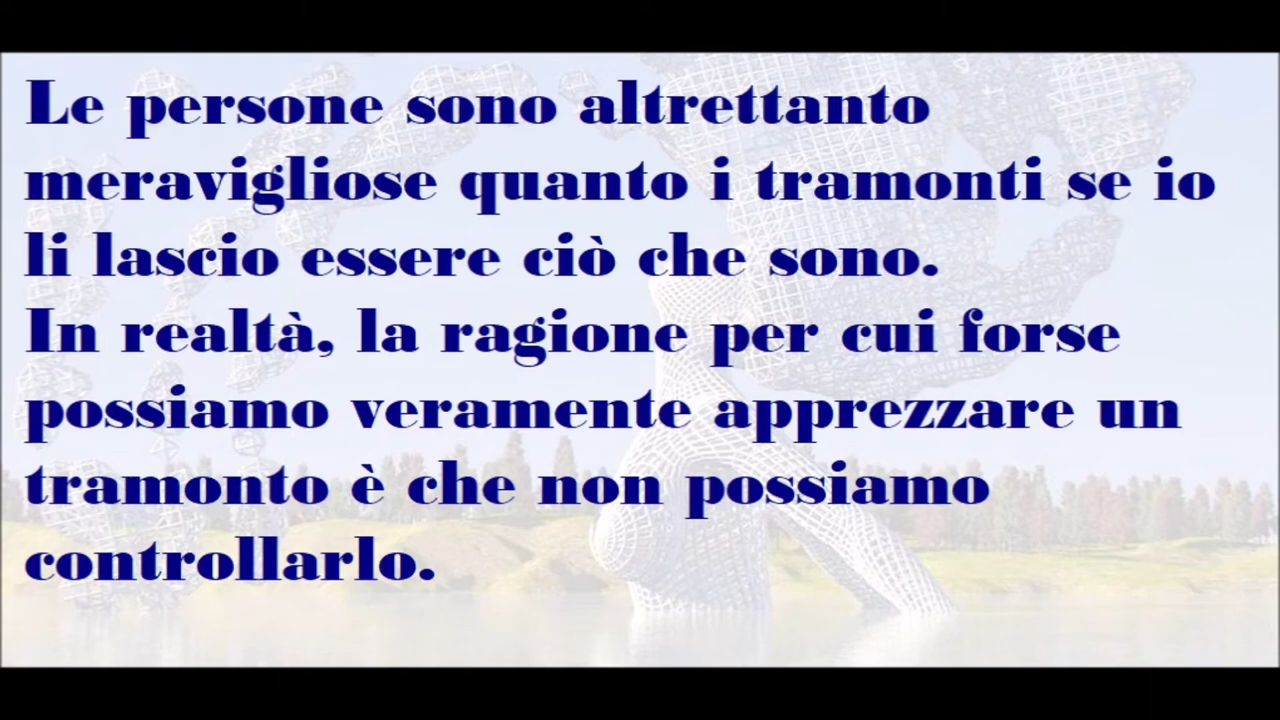 Le persone sono altrettanto
meravigliose quanto i tramonti se io
li lascio essere ciò che sono.
In realtà, la ragione per cui forse
possiamo veramente apprezzare un
tramonto è che non possiamo
controllarlo.